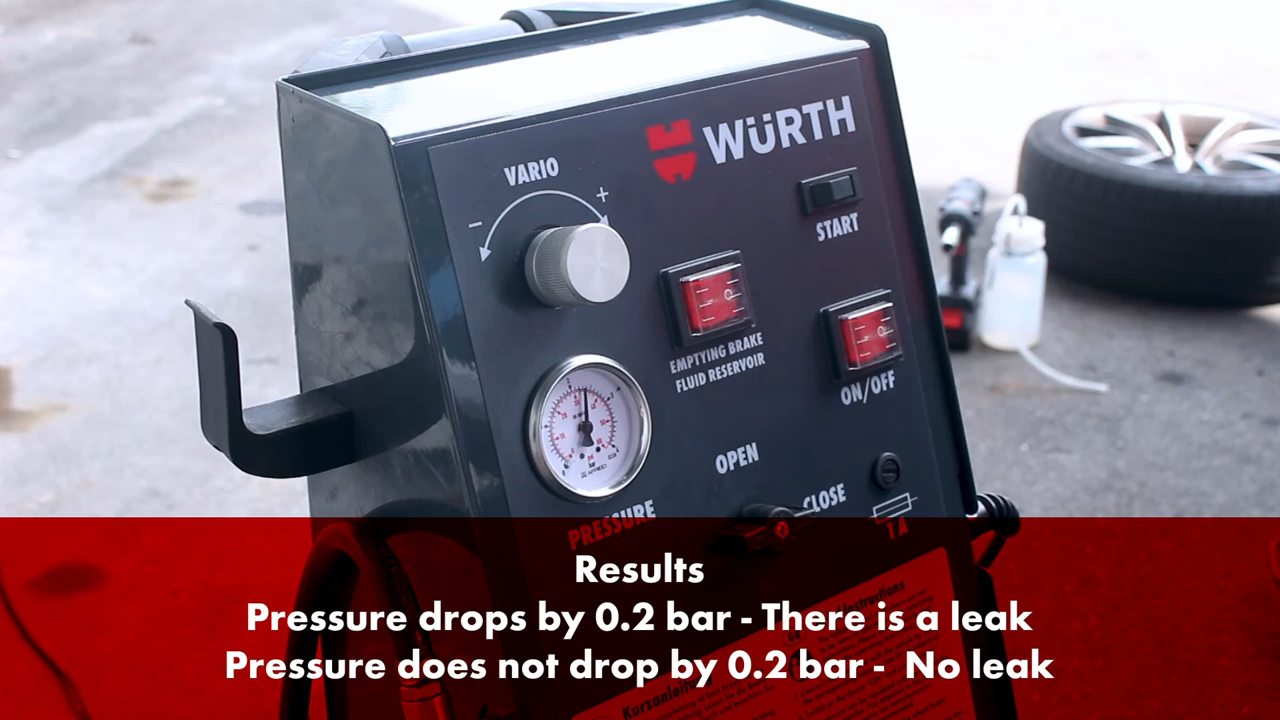 WÜRTH
VARIO
- +
START
EMPTYING BRAKE
FLUID RESERVOIR
ON/OFF
OPEN
CLOSE
PRESSURE
1A
Results
Pressure drops by 0.2 bar - There is a leak
Pressure does not drop by 0.2 bar - No leak
Kurzanleitung